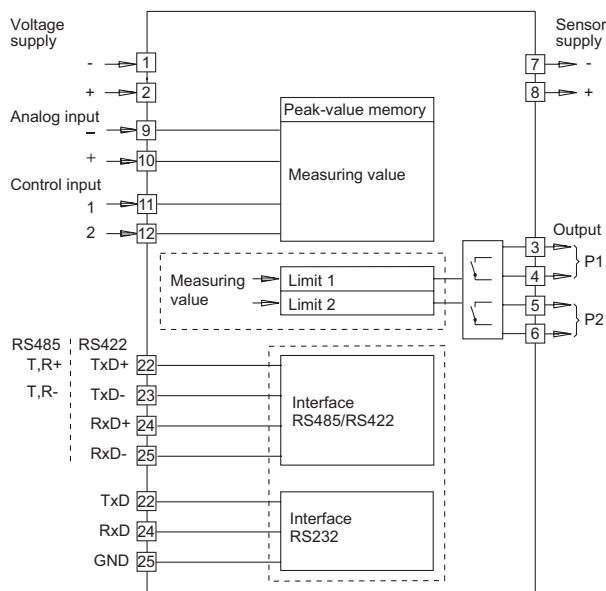 Voltage supply
- 1
+ 2
Analog input
- 9
+ 10
Control input
1 11
2 12
Peak-value memory
Measuring value
Sensor supply
7 -
8 +
Measuring value
Limit 1
Limit 2
Output
3
4
P1
5
6
P2
RS485 RS422
T,R+ TxD+ 22
T,R- TxD- 23
RxD+ 24
RxD- 25
Interface
RS485/RS422
TxD 22
RxD 24
GND 25
Interface
RS232